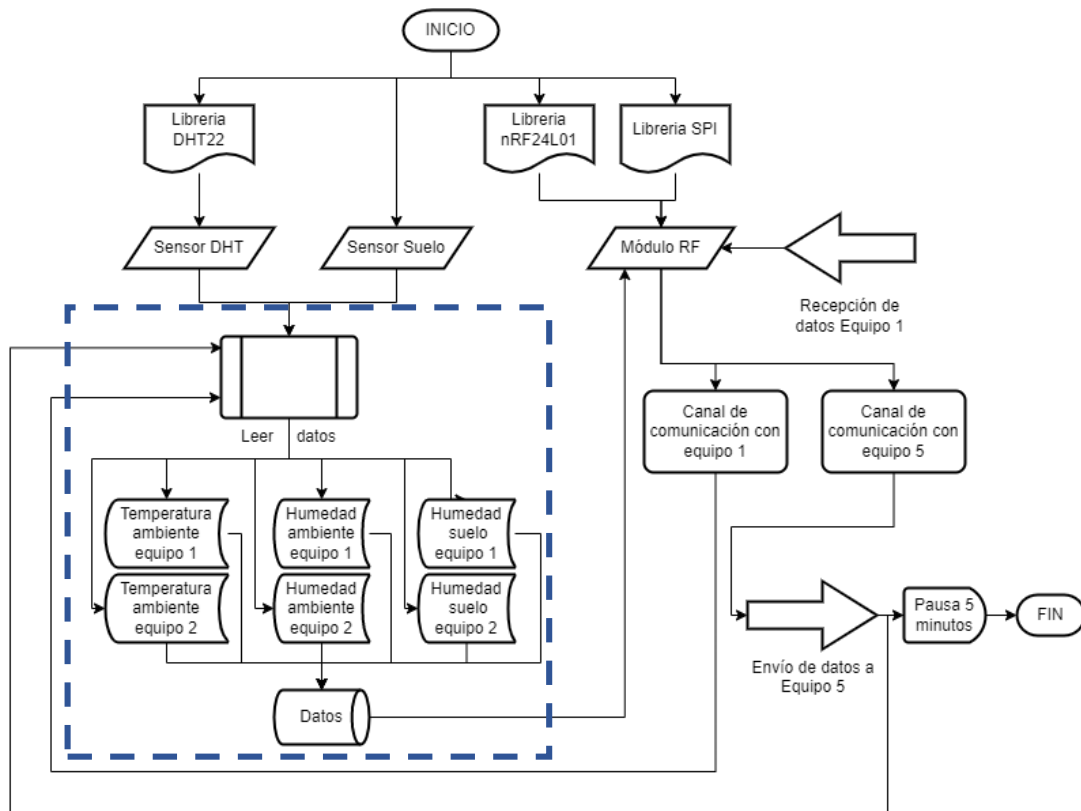 INICIO
Libreria
DHT22
Libreria
nRF24L01
Libreria SPI
Sensor DHT
Sensor Suelo
Módulo RF
Recepción de
datos Equipo 1
Leer datos
Canal de
comunicación con
equipo 1
Canal de
comunicación con
equipo 5
Temperatura
ambiente
equipo 1
Humedad
ambiente
equipo 1
Humedad
suelo
equipo 1
Temperatura
ambiente
equipo 2
Humedad
ambiente
equipo 2
Humedad
suelo
equipo 2
Pausa 5
minutos
FIN
Envío de datos a
Equipo 5
Datos